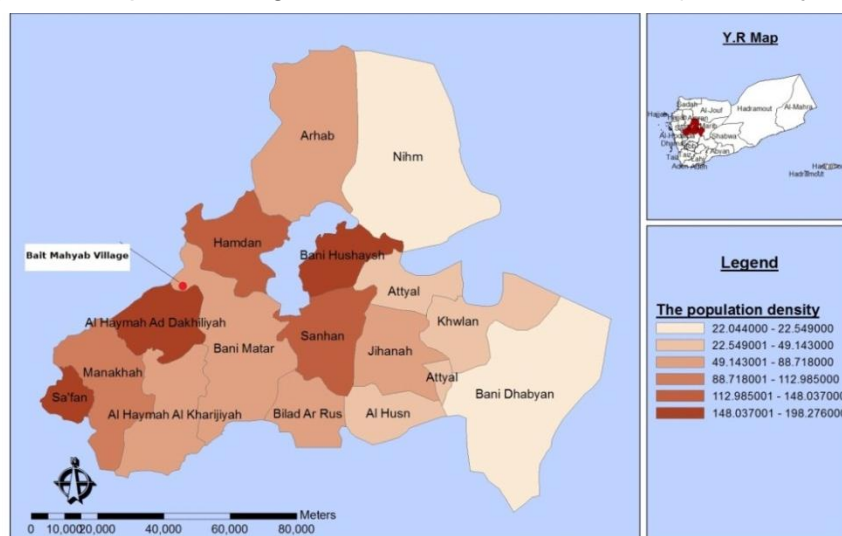 Arhab
Nihm
Hamdan
Bani Hushaysh
Bait Mahyab Village
Attyal
Al Haymah Ad Dakhiliyah
Khwlan
Sanhan
Bani Matar
Jihanah
Manakhah
Attyal
Bani Dhabyan
Sa'fan
Al Haymah Al Kharijiyah
Bilad Ar Rus
Al Husn
Meters
0 10,00020,000 40,000 60,000 80,000
Y.R Map
Al-Jouf
Hadramout
Al-Mahra
Shabwa
Abyan
Legend
The population density
22.044000 - 22.549000
22.549001 - 49.143000
49.143001 - 88.718000
88.718001 - 112.985000
112.985001 - 148.037000
148.037001 - 198.276000